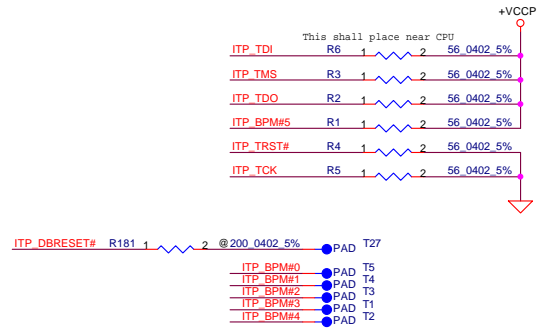 +VCCP
This shall place near CPU
ITP_TDI R6 1 2 56_0402_5%
ITP_TMS R3 1 2 56_0402_5%
ITP_TDO R2 1 2 56_0402_5%
ITP_BPM#5 R1 1 2 56_0402_5%
ITP_TRST# R4 1 2 56_0402_5%
ITP_TCK R5 1 2 56_0402_5%
ITP_DBRESET# R181 1 2 @200_0402_5% PAD T27
ITP_BPM#0 PAD T5
ITP_BPM#1 PAD T4
ITP_BPM#2 PAD T3
ITP_BPM#3 PAD T1
ITP_BPM#4 PAD T2